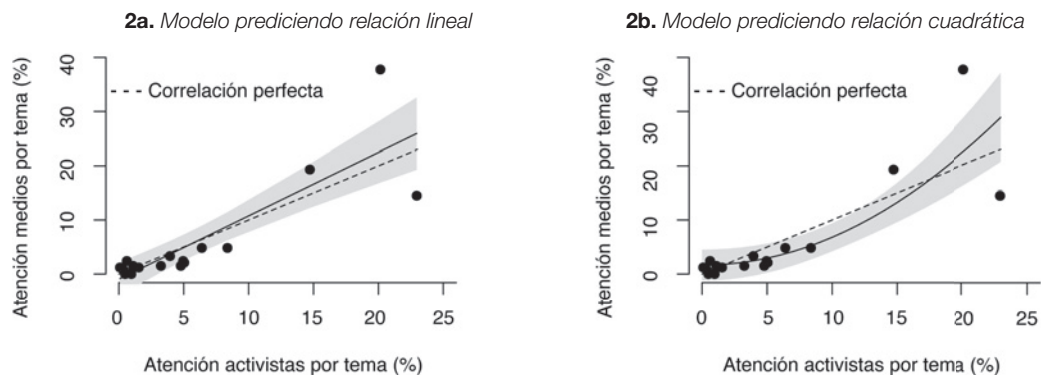 2a. Modelo prediciendo relación lineal
Atención medios por tema (%)
40
30
20
10
0
Correlación perfecta
0 5 10 15 20 25
Atención activistas por tema (%)
2b. Modelo prediciendo relación cuadrática
Atención medios por tema (%)
40
30
20
10
0
Correlación perfecta
0 5 10 15 20 25
Atención activistas por tema (%)